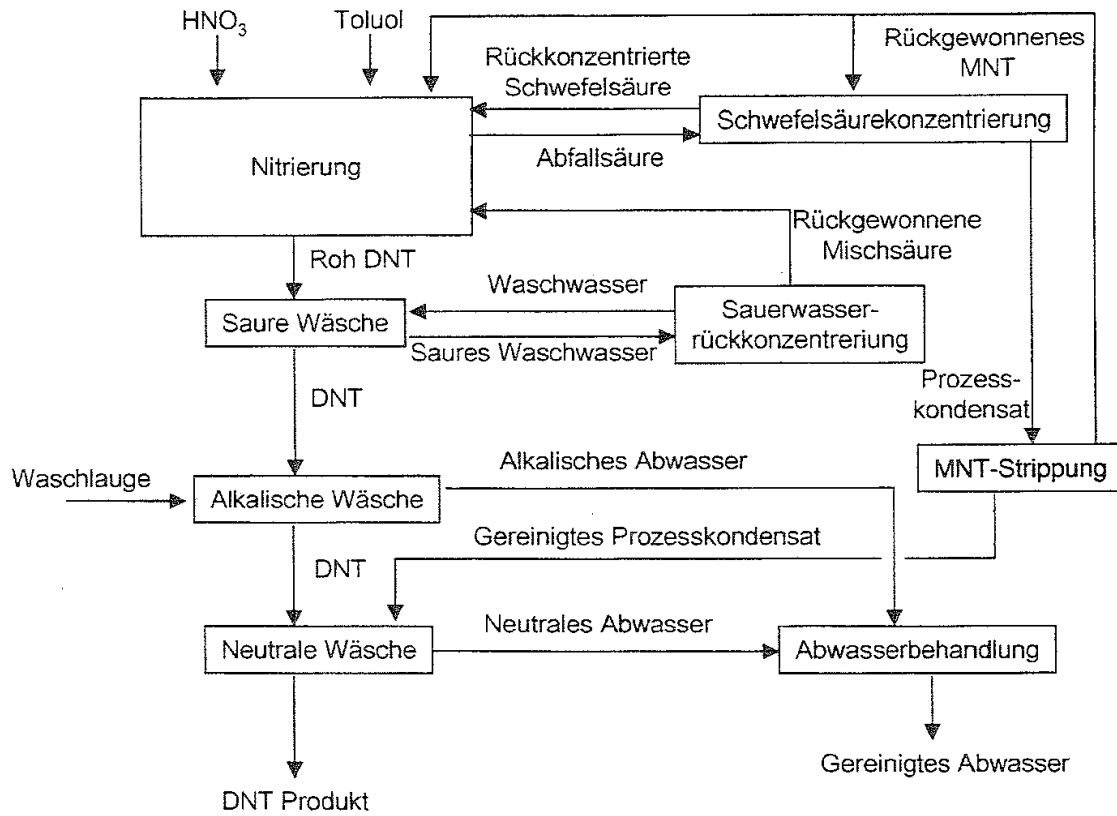 HNO₃
Toluol
Rückgewonnenes
MNT
Rückkonzentrierte
Schwefelsäure
Schwefelsäurekonzentrierung
Nitrierung
Abfallsäure
Rückgewonnene
Mischsäure
Roh DNT
Waschwasser
Saure Wäsche
Sauerwasser-
rückkonzentreriung
Saures Waschwasser
DNT
Prozess-
kondensat
Waschlauge
Alkalisches Abwasser
MNT-Strippung
Alkalische Wäsche
Gereinigtes Prozesskondensat
DNT
Neutrale Wäsche
Neutrales Abwasser
Abwasserbehandlung
Gereinigtes Abwasser
DNT Produkt